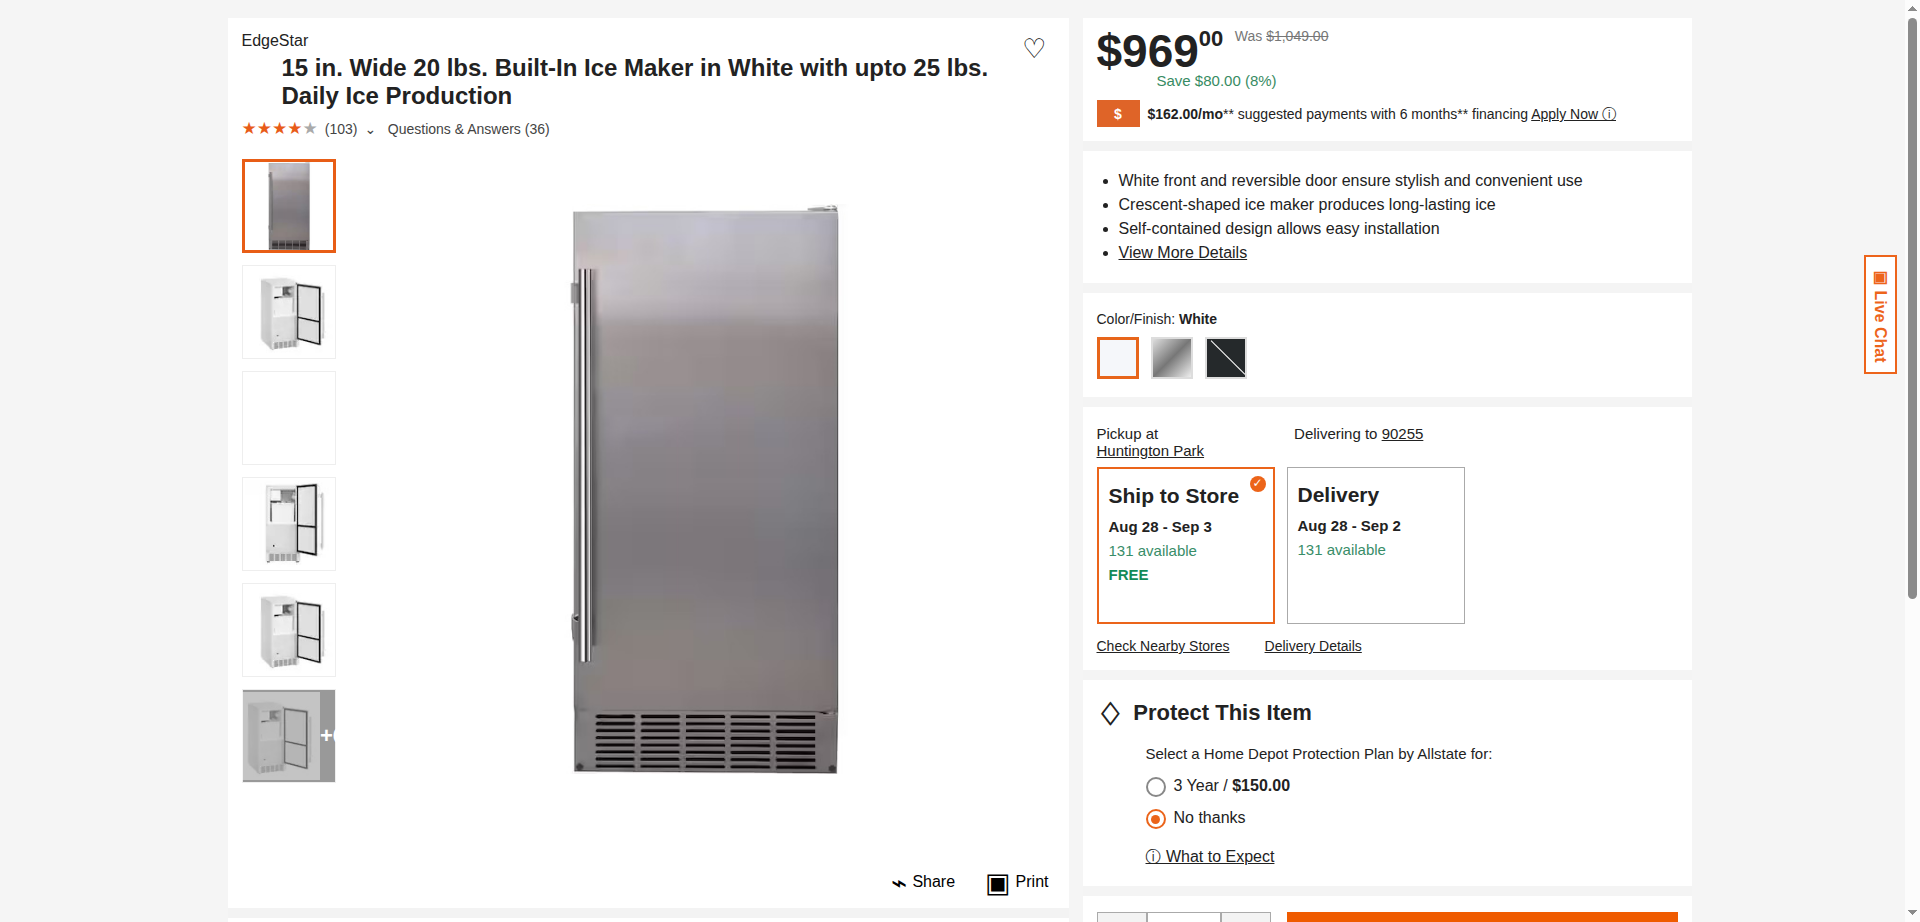 EdgeStar
15 in. Wide 20 lbs. Built-In Ice Maker in White with upto 25 lbs.
Daily Ice Production
(103)
Questions & Answers (36)
Share
Print
$969.00 Was $1,049.00
Save $80.00 (8%)
$ $162.00/mo** suggested payments with 6 months** financing Apply Now ⓘ
White front and reversible door ensure stylish and convenient use
Crescent-shaped ice maker produces long-lasting ice
Self-contained design allows easy installation
View More Details
Color/Finish: White
Pickup at
Huntington Park
Delivering to 90255
Ship to Store
Aug 28 - Sep 3
131 available
FREE
Delivery
Aug 28 - Sep 2
131 available
Check Nearby Stores
Delivery Details
Protect This Item
Select a Home Depot Protection Plan by Allstate for:
3 Year / $150.00
No thanks
ⓘ What to Expect
Live Chat